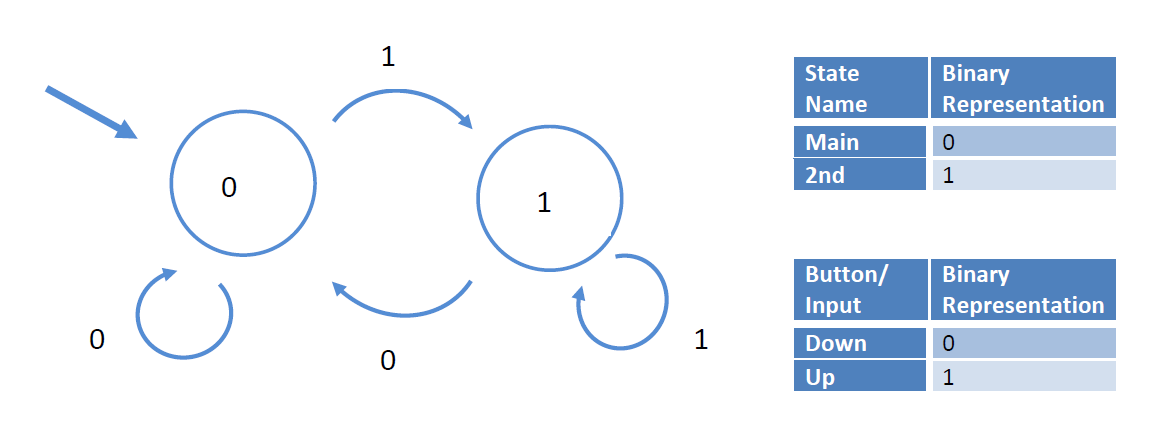 1
0
1
0
0
1
State Name Binary Representation
Main 0
2nd 1
Button/ Input Binary Representation
Down 0
Up 1